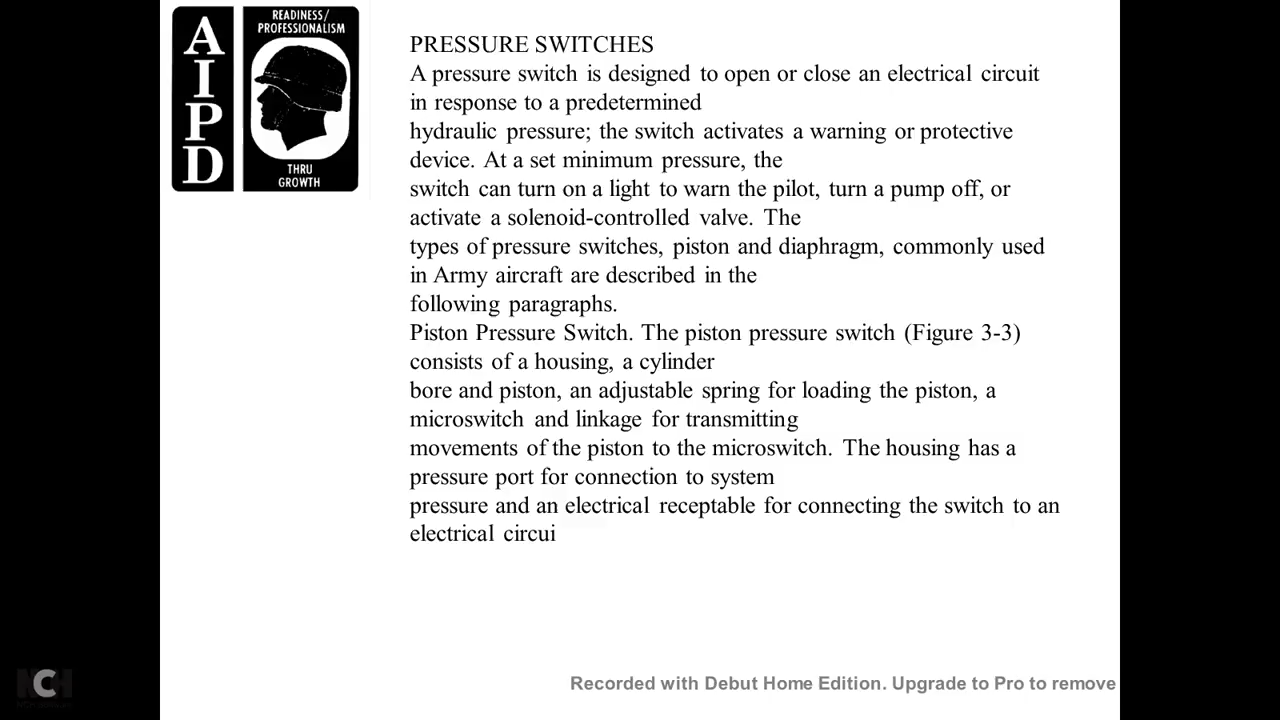 AIPD
READINESS/
PROFESSIONALISM
THRU
GROWTH
PRESSURE SWITCHES
A pressure switch is designed to open or close an electrical circuit
in response to a predetermined
hydraulic pressure; the switch activates a warning or protective
device. At a set minimum pressure, the
switch can turn on a light to warn the pilot, turn a pump off, or
activate a solenoid-controlled valve. The
types of pressure switches, piston and diaphragm, commonly used
in Army aircraft are described in the
following paragraphs.
Piston Pressure Switch. The piston pressure switch (Figure 3-3)
consists of a housing, a cylinder
bore and piston, an adjustable spring for loading the piston, a
microswitch and linkage for transmitting
movements of the piston to the microswitch. The housing has a
pressure port for connection to system
pressure and an electrical receptable for connecting the switch to an
electrical circui
Recorded with Debut Home Edition. Upgrade to Pro to remove